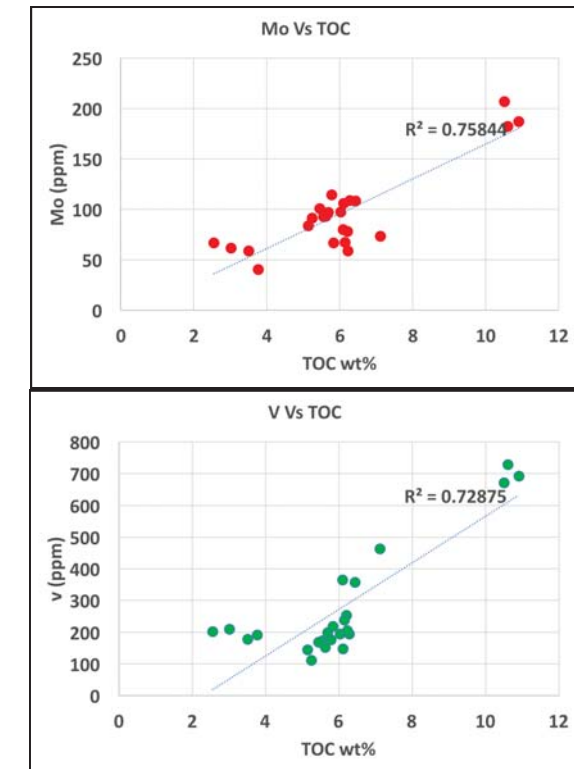 Mo Vs TOC
250
200
150
100
50
0
Mo (ppm)
R² = 0.75844
0 2 4 6 8 10 12
TOC wt%
V Vs TOC
800
700
600
500
400
300
200
100
0
v (ppm)
R² = 0.72875
0 2 4 6 8 10 12
TOC wt%